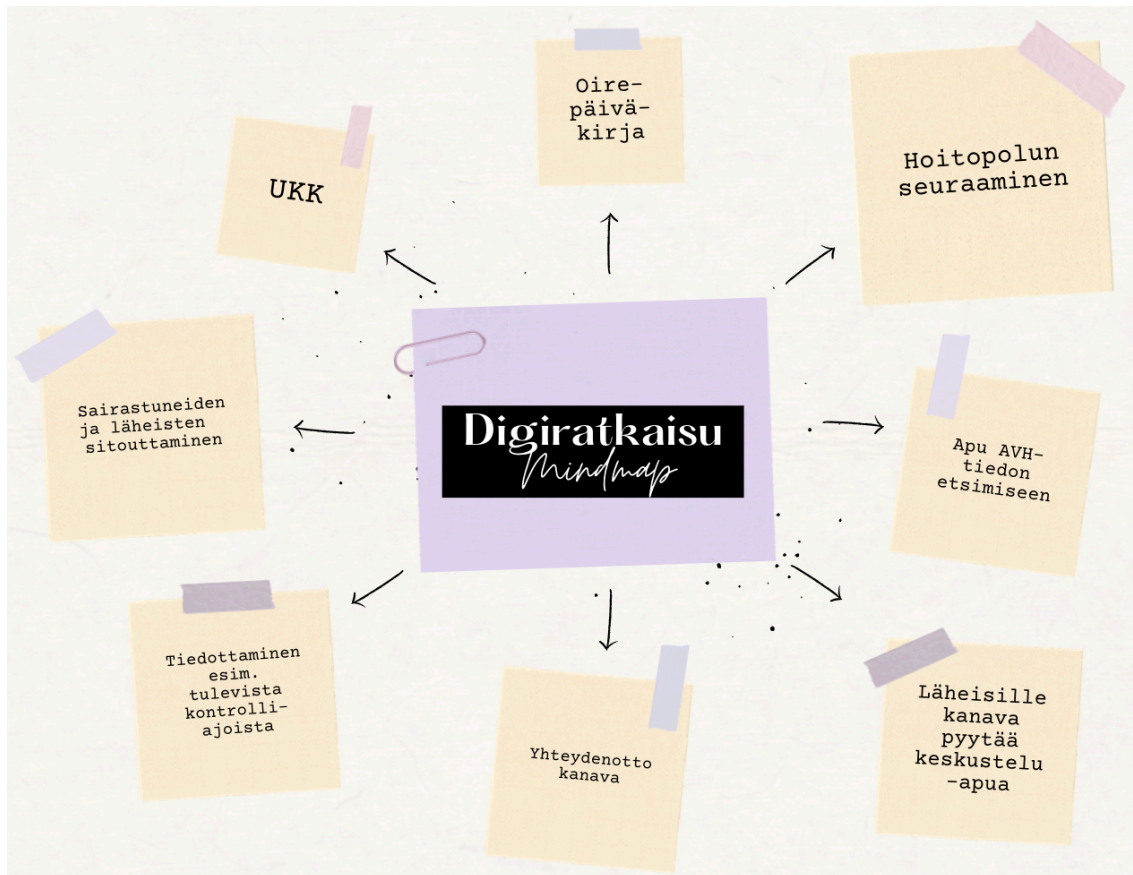 Oire-
päivä-
kirja
Hoitopolun
seuraaminen
UKK
Sairastuneiden
ja läheisten
sitouttaminen
Digiratkaisu
Mindmap
Apu AVH-
tiedon
etsimiseen
Tiedottaminen
esim.
tulevista
kontrolli-
ajoista
Yhteydenotto
kanava
Läheisille
kanava
pyytää
keskustelu
-apua